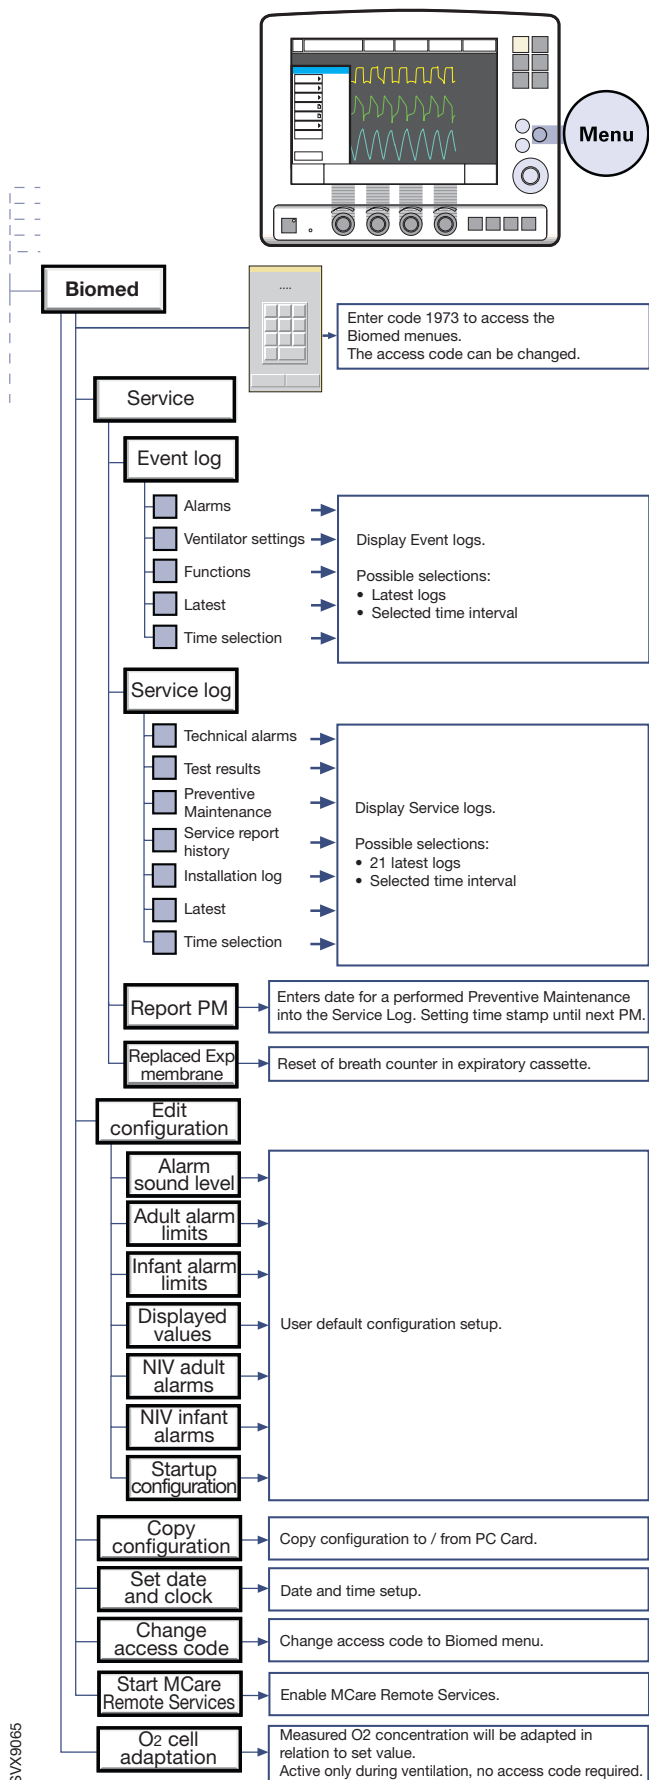 Menu
Biomed
....
Enter code 1973 to access the
Biomed menues.
The access code can be changed.
Service
Event log
Alarms
Ventilator settings
Functions
Latest
Time selection
Display Event logs.
Possible selections:
• Latest logs
• Selected time interval
Service log
Technical alarms
Test results
Preventive
Maintenance
Service report
history
Installation log
Latest
Time selection
Display Service logs.
Possible selections:
• 21 latest logs
• Selected time interval
Report PM
Enters date for a performed Preventive Maintenance
into the Service Log. Setting time stamp until next PM.
Replaced Exp
membrane
Reset of breath counter in expiratory cassette.
Edit
configuration
Alarm
sound level
Adult alarm
limits
Infant alarm
limits
Displayed
values
NIV adult
alarms
NIV infant
alarms
Startup
configuration
User default configuration setup.
Copy
configuration
Copy configuration to / from PC Card.
Set date
and clock
Date and time setup.
Change
access code
Change access code to Biomed menu.
Start MCare
Remote Services
Enable MCare Remote Services.
O2 cell
adaptation
Measured O2 concentration will be adapted in
relation to set value.
Active only during ventilation, no access code required.
SVX9065